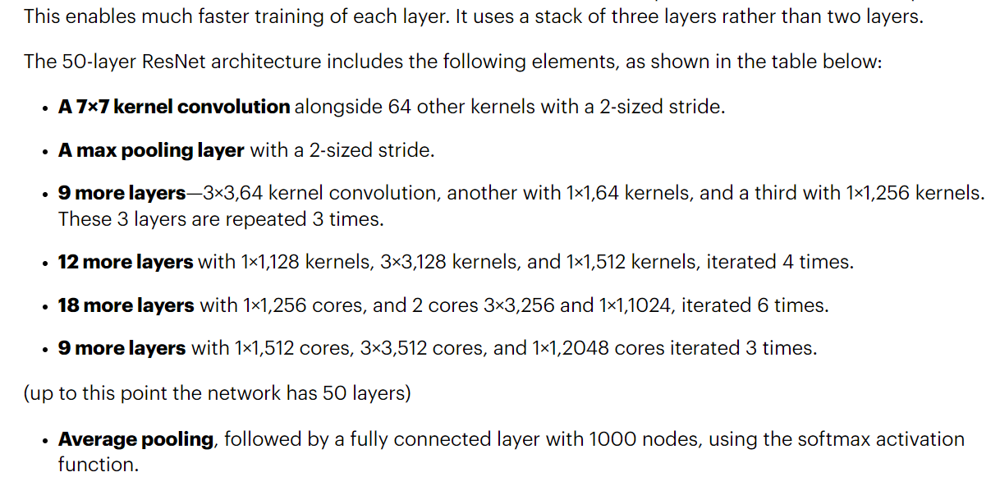 This enables much faster training of each layer. It uses a stack of three layers rather than two layers.
The 50-layer ResNet architecture includes the following elements, as shown in the table below:
• A 7×7 kernel convolution alongside 64 other kernels with a 2-sized stride.
• A max pooling layer with a 2-sized stride.
• 9 more layers—3×3,64 kernel convolution, another with 1×1,64 kernels, and a third with 1×1,256 kernels.
These 3 layers are repeated 3 times.
• 12 more layers with 1×1,128 kernels, 3×3,128 kernels, and 1×1,512 kernels, iterated 4 times.
• 18 more layers with 1×1,256 cores, and 2 cores 3×3,256 and 1×1,1024, iterated 6 times.
• 9 more layers with 1×1,512 cores, 3×3,512 cores, and 1×1,2048 cores iterated 3 times.
(up to this point the network has 50 layers)
• Average pooling, followed by a fully connected layer with 1000 nodes, using the softmax activation
function.